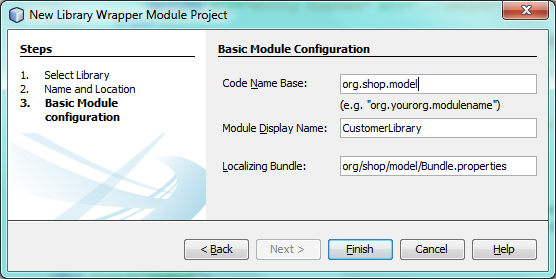 New Library Wrapper Module Project
Steps
1. Select Library
2. Name and Location
3. Basic Module configuration
Basic Module Configuration
Code Name Base: org.shop.model
(e.g. "org.yourorg.modulename")
Module Display Name: CustomerLibrary
Localizing Bundle: org/shop/model/Bundle.properties
< Back Next > Finish Cancel Help